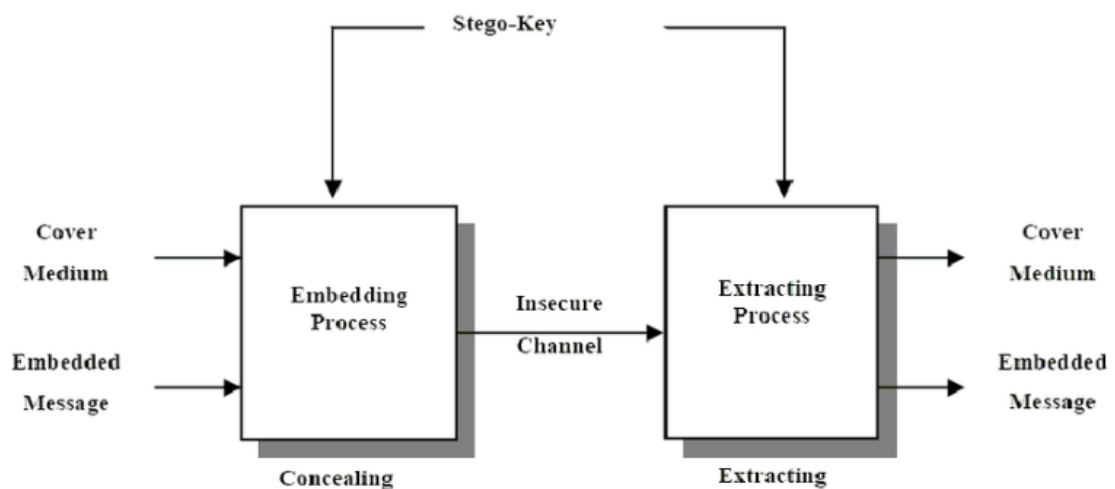 Stego-Key
Cover
Medium
Embedded
Message
Embedding
Process
Concealing
Insecure
Channel
Extracting
Process
Extracting
Cover
Medium
Embedded
Message